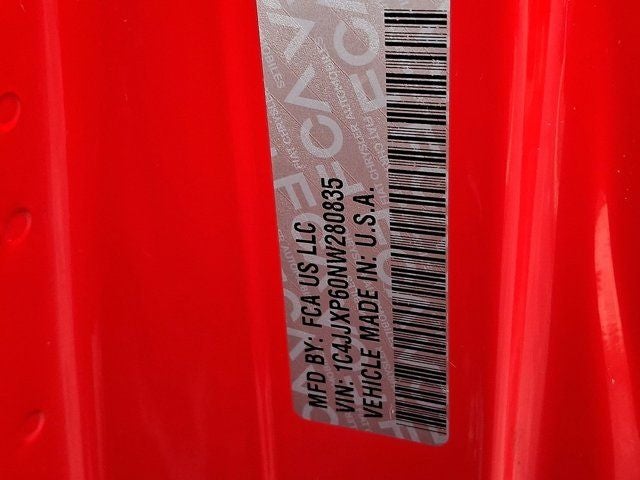 MFD BY: FCA US LLC
VIN: 1C4JJXP60NW280835
VEHICLE MADE IN: U.S.A.